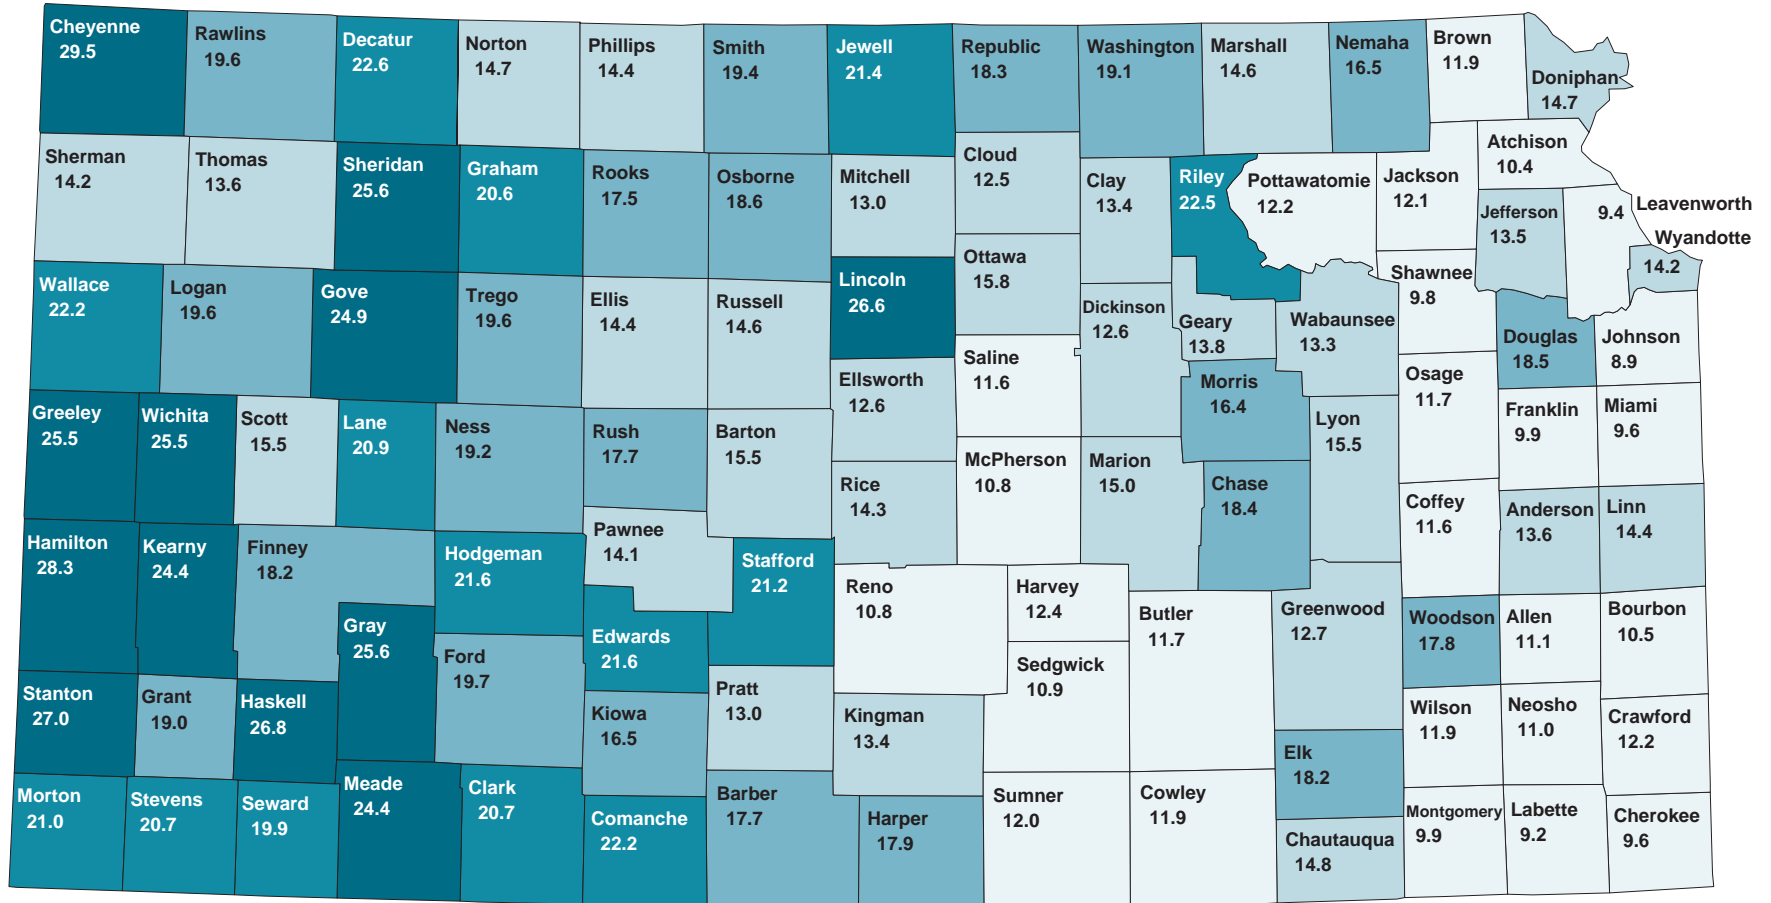 Cheyenne
29.5
Rawlins
19.6
Decatur
22.6
Norton
14.7
Phillips
14.4
Smith
19.4
Jewell
21.4
Republic
18.3
Washington
19.1
Marshall
14.6
Nemaha
16.5
Brown
11.9
Doniphan
14.7
Sherman
14.2
Thomas
13.6
Sheridan
25.6
Graham
20.6
Rooks
17.5
Osborne
18.6
Mitchell
13.0
Cloud
12.5
Clay
13.4
Riley
22.5
Pottawatomie
12.2
Jackson
12.1
Atchison
10.4
Jefferson
13.5
9.4
Leavenworth
Wyandotte
14.2
Wallace
22.2
Logan
19.6
Gove
24.9
Trego
19.6
Ellis
14.4
Russell
14.6
Lincoln
26.6
Ottawa
15.8
Dickinson
12.6
Geary
13.8
Wabaunsee
13.3
Shawnee
9.8
Douglas
18.5
Johnson
8.9
Greeley
25.5
Wichita
25.5
Scott
15.5
Lane
20.9
Ness
19.2
Rush
17.7
Barton
15.5
Ellsworth
12.6
Saline
11.6
Morris
16.4
Lyon
15.5
Osage
11.7
Franklin
9.9
Miami
9.6
Rice
14.3
McPherson
10.8
Marion
15.0
Chase
18.4
Coffey
11.6
Anderson
13.6
Linn
14.4
Hamilton
28.3
Kearny
24.4
Finney
18.2
Hodgeman
21.6
Pawnee
14.1
Stafford
21.2
Gray
25.6
Ford
19.7
Edwards
21.6
Reno
10.8
Harvey
12.4
Butler
11.7
Greenwood
12.7
Woodson
17.8
Allen
11.1
Bourbon
10.5
Stanton
27.0
Grant
19.0
Haskell
26.8
Kiowa
16.5
Pratt
13.0
Kingman
13.4
Sedgwick
10.9
Elk
18.2
Wilson
11.9
Neosho
11.0
Crawford
12.2
Morton
21.0
Stevens
20.7
Seward
19.9
Meade
24.4
Clark
20.7
Comanche
22.2
Barber
17.7
Harper
17.9
Sumner
12.0
Cowley
11.9
Chautauqua
14.8
Montgomery
9.9
Labette
9.2
Cherokee
9.6